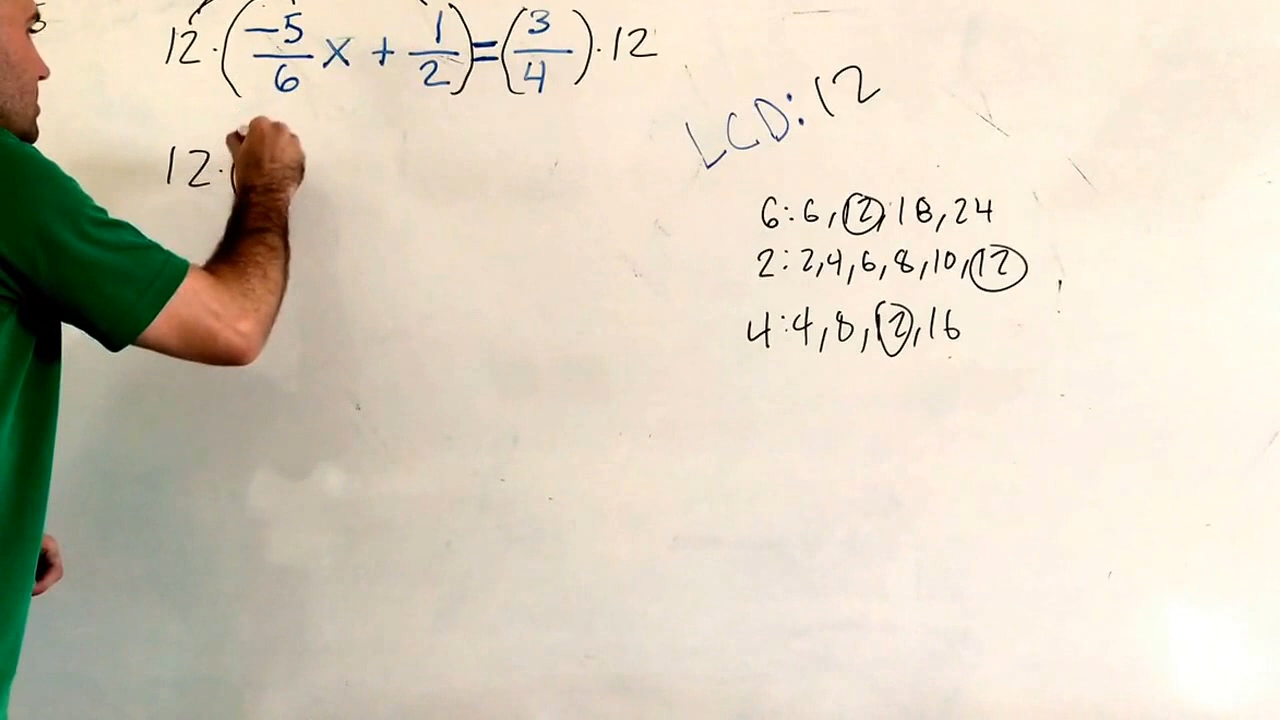 12·(-5/6 x + 1/2)=(3/4)·12
LCD:12
12·(
6:6,12,18,24
2:2,4,6,8,10,12
4:4,8,12,16